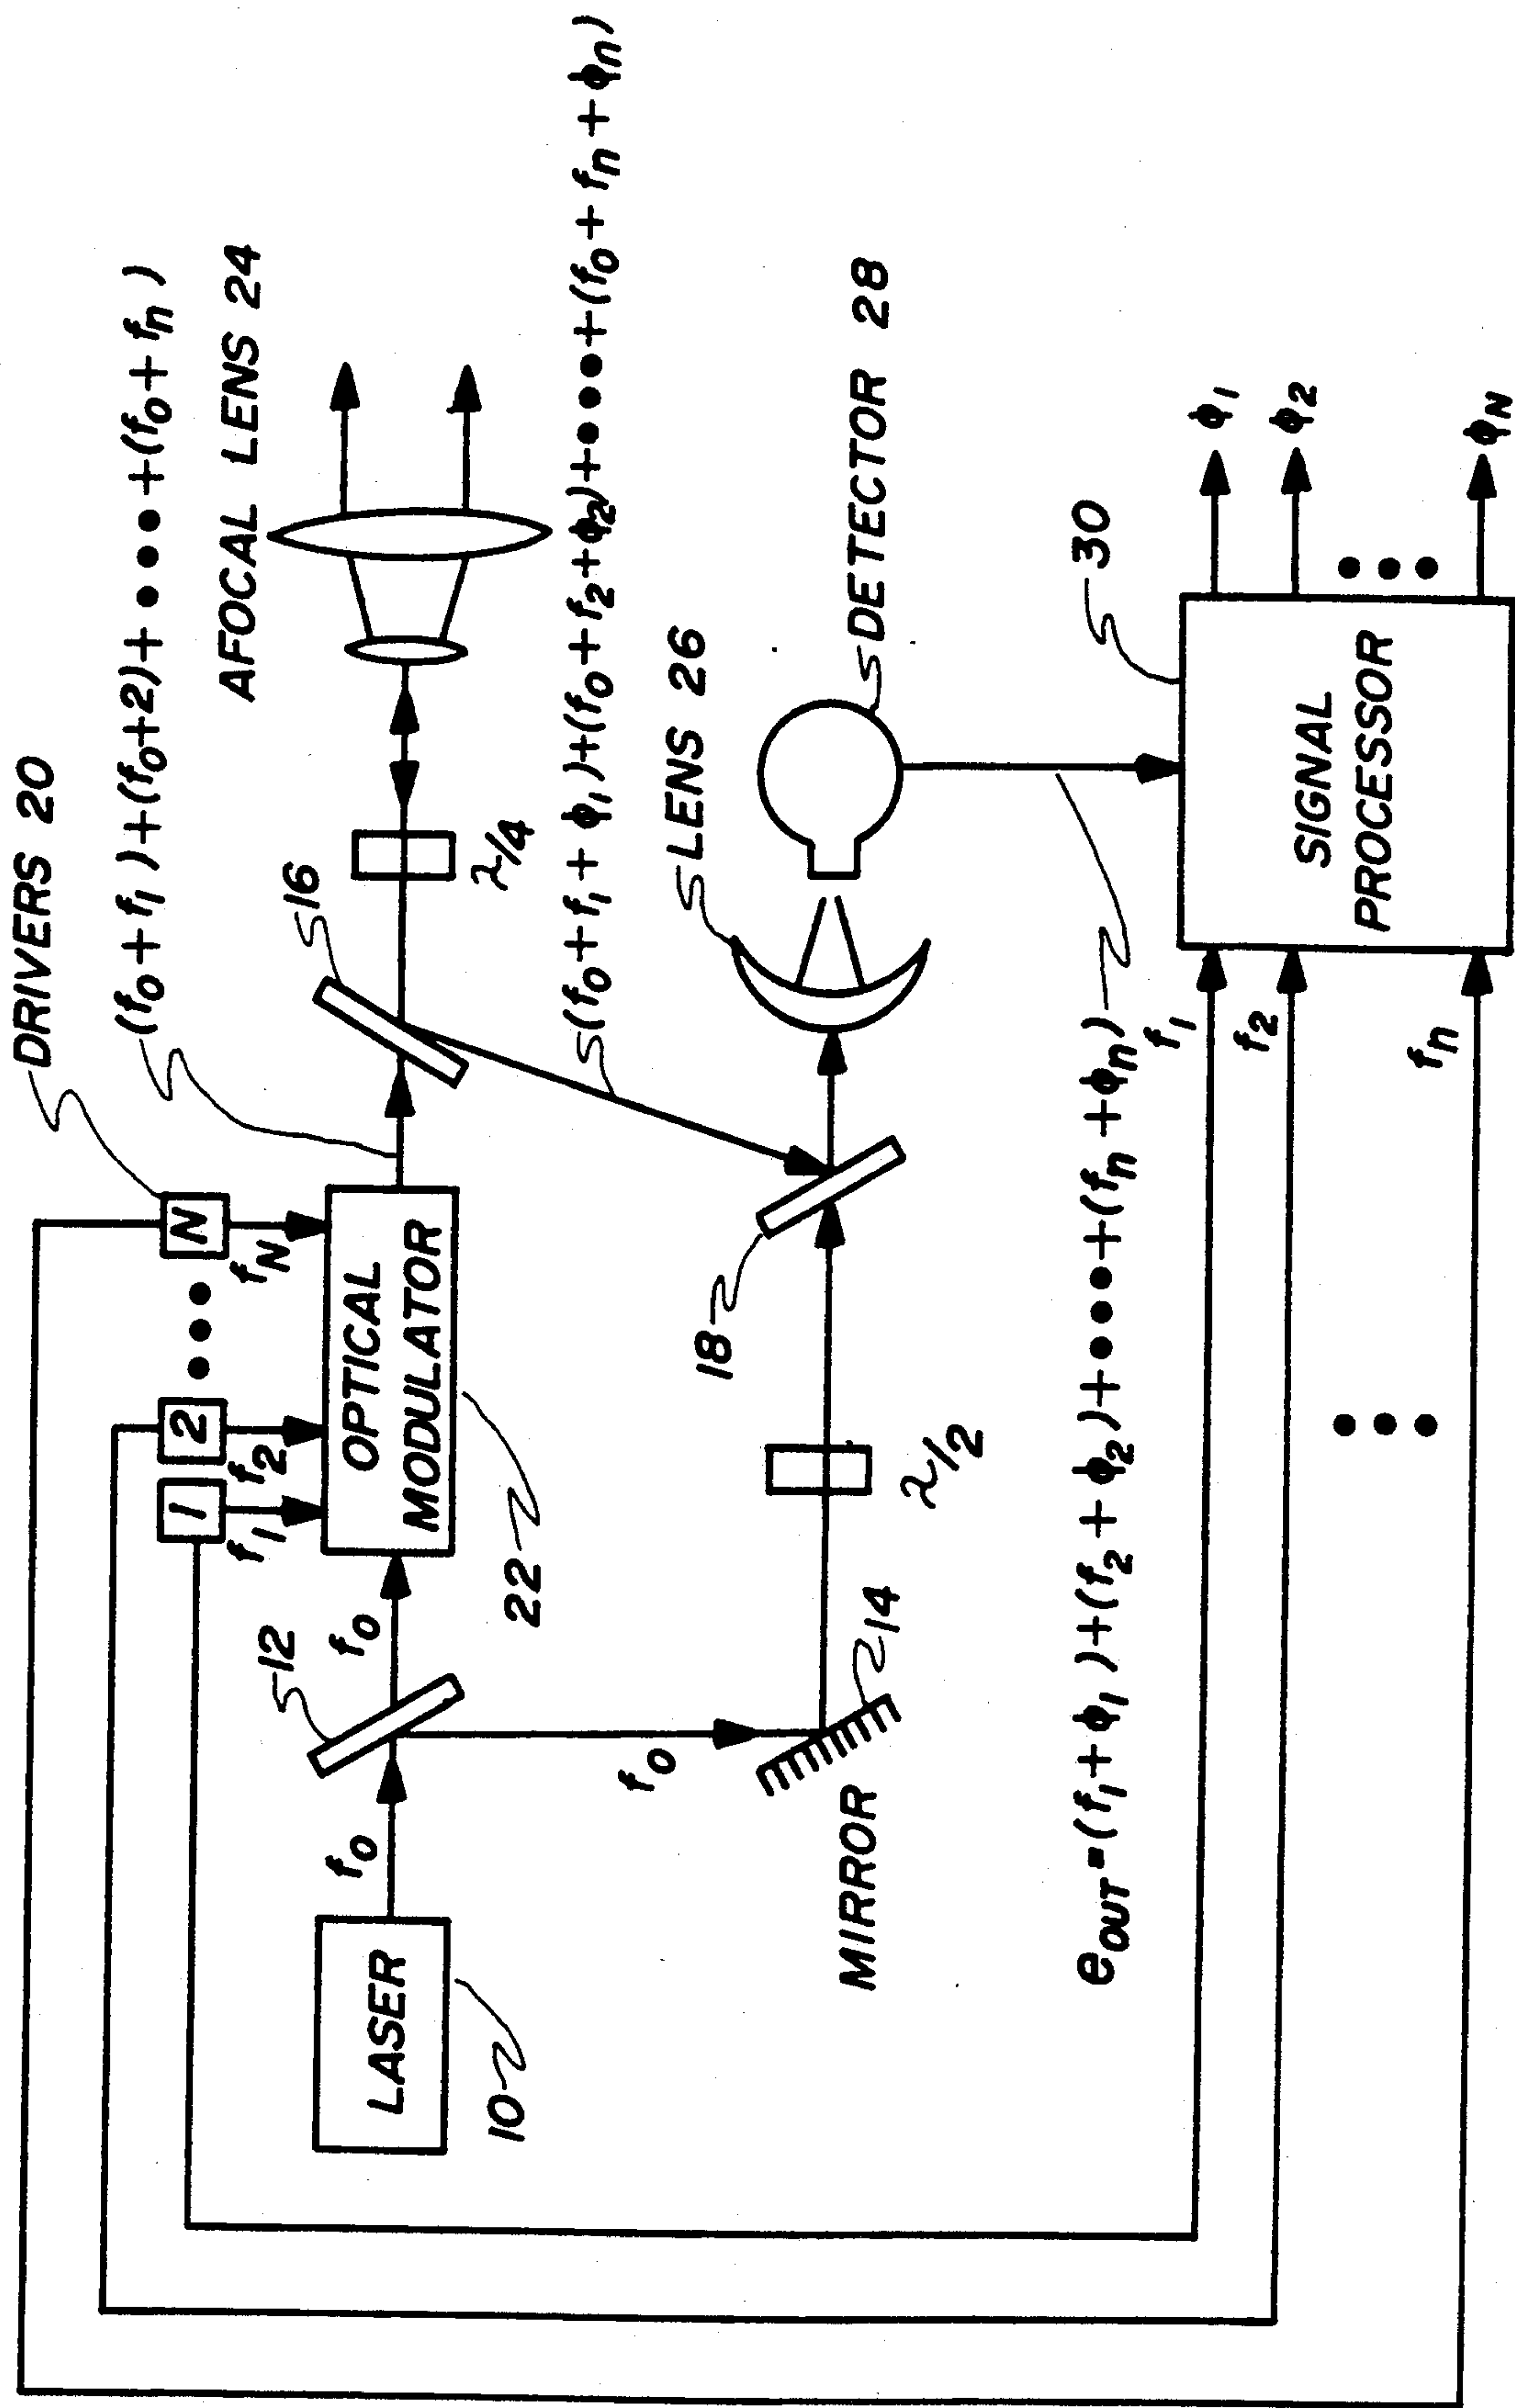 DRIVERS 20
(f₀ + f₁) + (f₀+2) + ••• + (f₀ + fₙ)
AFOCAL LENS 24
1
2
•••
N
f₁
f₂
f_N
LASER
10
f₀
12
f₀
OPTICAL
MODULATOR
22
16
λ/4
(f₀ + f₁ + ϕ₁)+(f₀ + f₂ +ϕ₂)+•••+(f₀ + fₙ + ϕₙ)
f₀
MIRROR
14
λ/2
18
LENS 26
DETECTOR 28
e_OUT=(f₁+ ϕ₁)+(f₂ + ϕ₂)+•••+(fₙ +ϕₙ)
f₁
f₂
•••
fₙ
30
SIGNAL
PROCESSOR
ϕ₁
ϕ₂
•••
ϕ_N